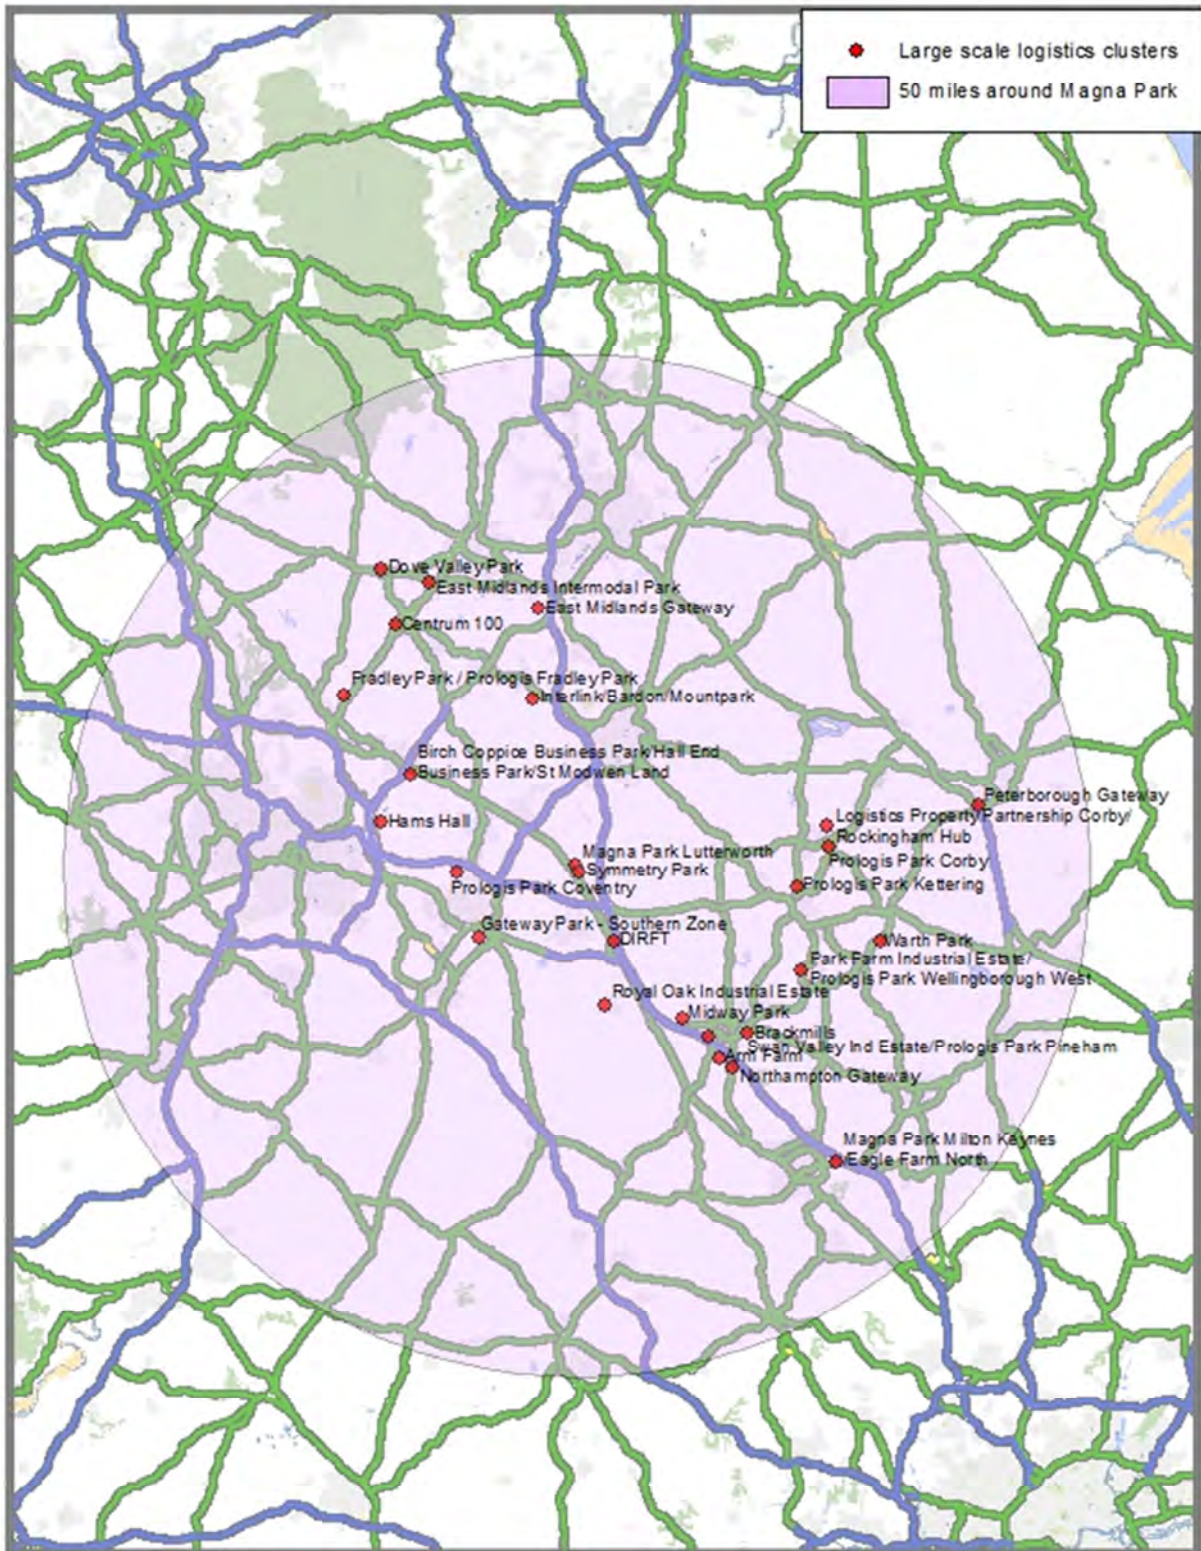 Large scale logistics clusters
50 miles around Magna Park
Dove Valley Park
East Midlands Intermodal Park
East Midlands Gateway
Centrum 100
Fradley Park / Prologis Fradley Park
Interlink/Bardon/Mountpark
Birch Coppice Business Park/Hall End
Business Park/St Modwen Land
Peterborough Gateway
Hams Hall
Logistics Property Partnership Corby/
Rockingham Hub
Magna Park Lutterworth
Prologis Park Corby
Symmetry Park
Prologis Park Coventry
Prologis Park Kettering
Gateway Park - Southern Zone
DIRFT
Warth Park
Park Farm Industrial Estate/
Prologis Park Wellingborough West
Royal Oak Industrial Estate
Midway Park
Brackmills
Swan Valley Ind Estate/Prologis Park Pineham
Arm Farm
Northampton Gateway
Magna Park Milton Keynes
Eagle Farm North